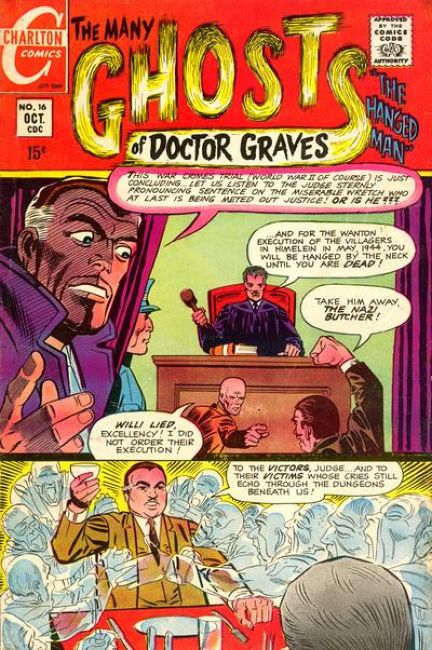 CHARLTON
COMICS
NO. 16
OCT.
CDC
15¢
THE MANY
GHOSTS
of DOCTOR GRAVES
APPROVED
BY THE
COMICS
CODE
AUTHORITY
"THE
HANGED
MAN"
THIS WAR CRIMES TRIAL (WORLD WAR II OF COURSE) IS JUST
CONCLUDING... LET US LISTEN TO THE JUDGE STERNLY
PRONOUNCING SENTENCE ON THE MISERABLE WRETCH WHO
AT LAST IS BEING METED OUT JUSTICE! OR IS HE???
AND FOR THE WANTON
EXECUTION OF THE VILLAGERS
IN HIMELEIN IN MAY, 1944, YOU
WILL BE HANGED BY THE NECK
UNTIL YOU ARE DEAD!
TAKE HIM AWAY,
THE NAZI
BUTCHER!
WILLI LIED,
EXCELLENCY! I DID
NOT ORDER THEIR
EXECUTION!
TO THE VICTORS, JUDGE... AND TO
THEIR VICTIMS WHOSE CRIES STILL
ECHO THROUGH THE DUNGEONS
BENEATH US!